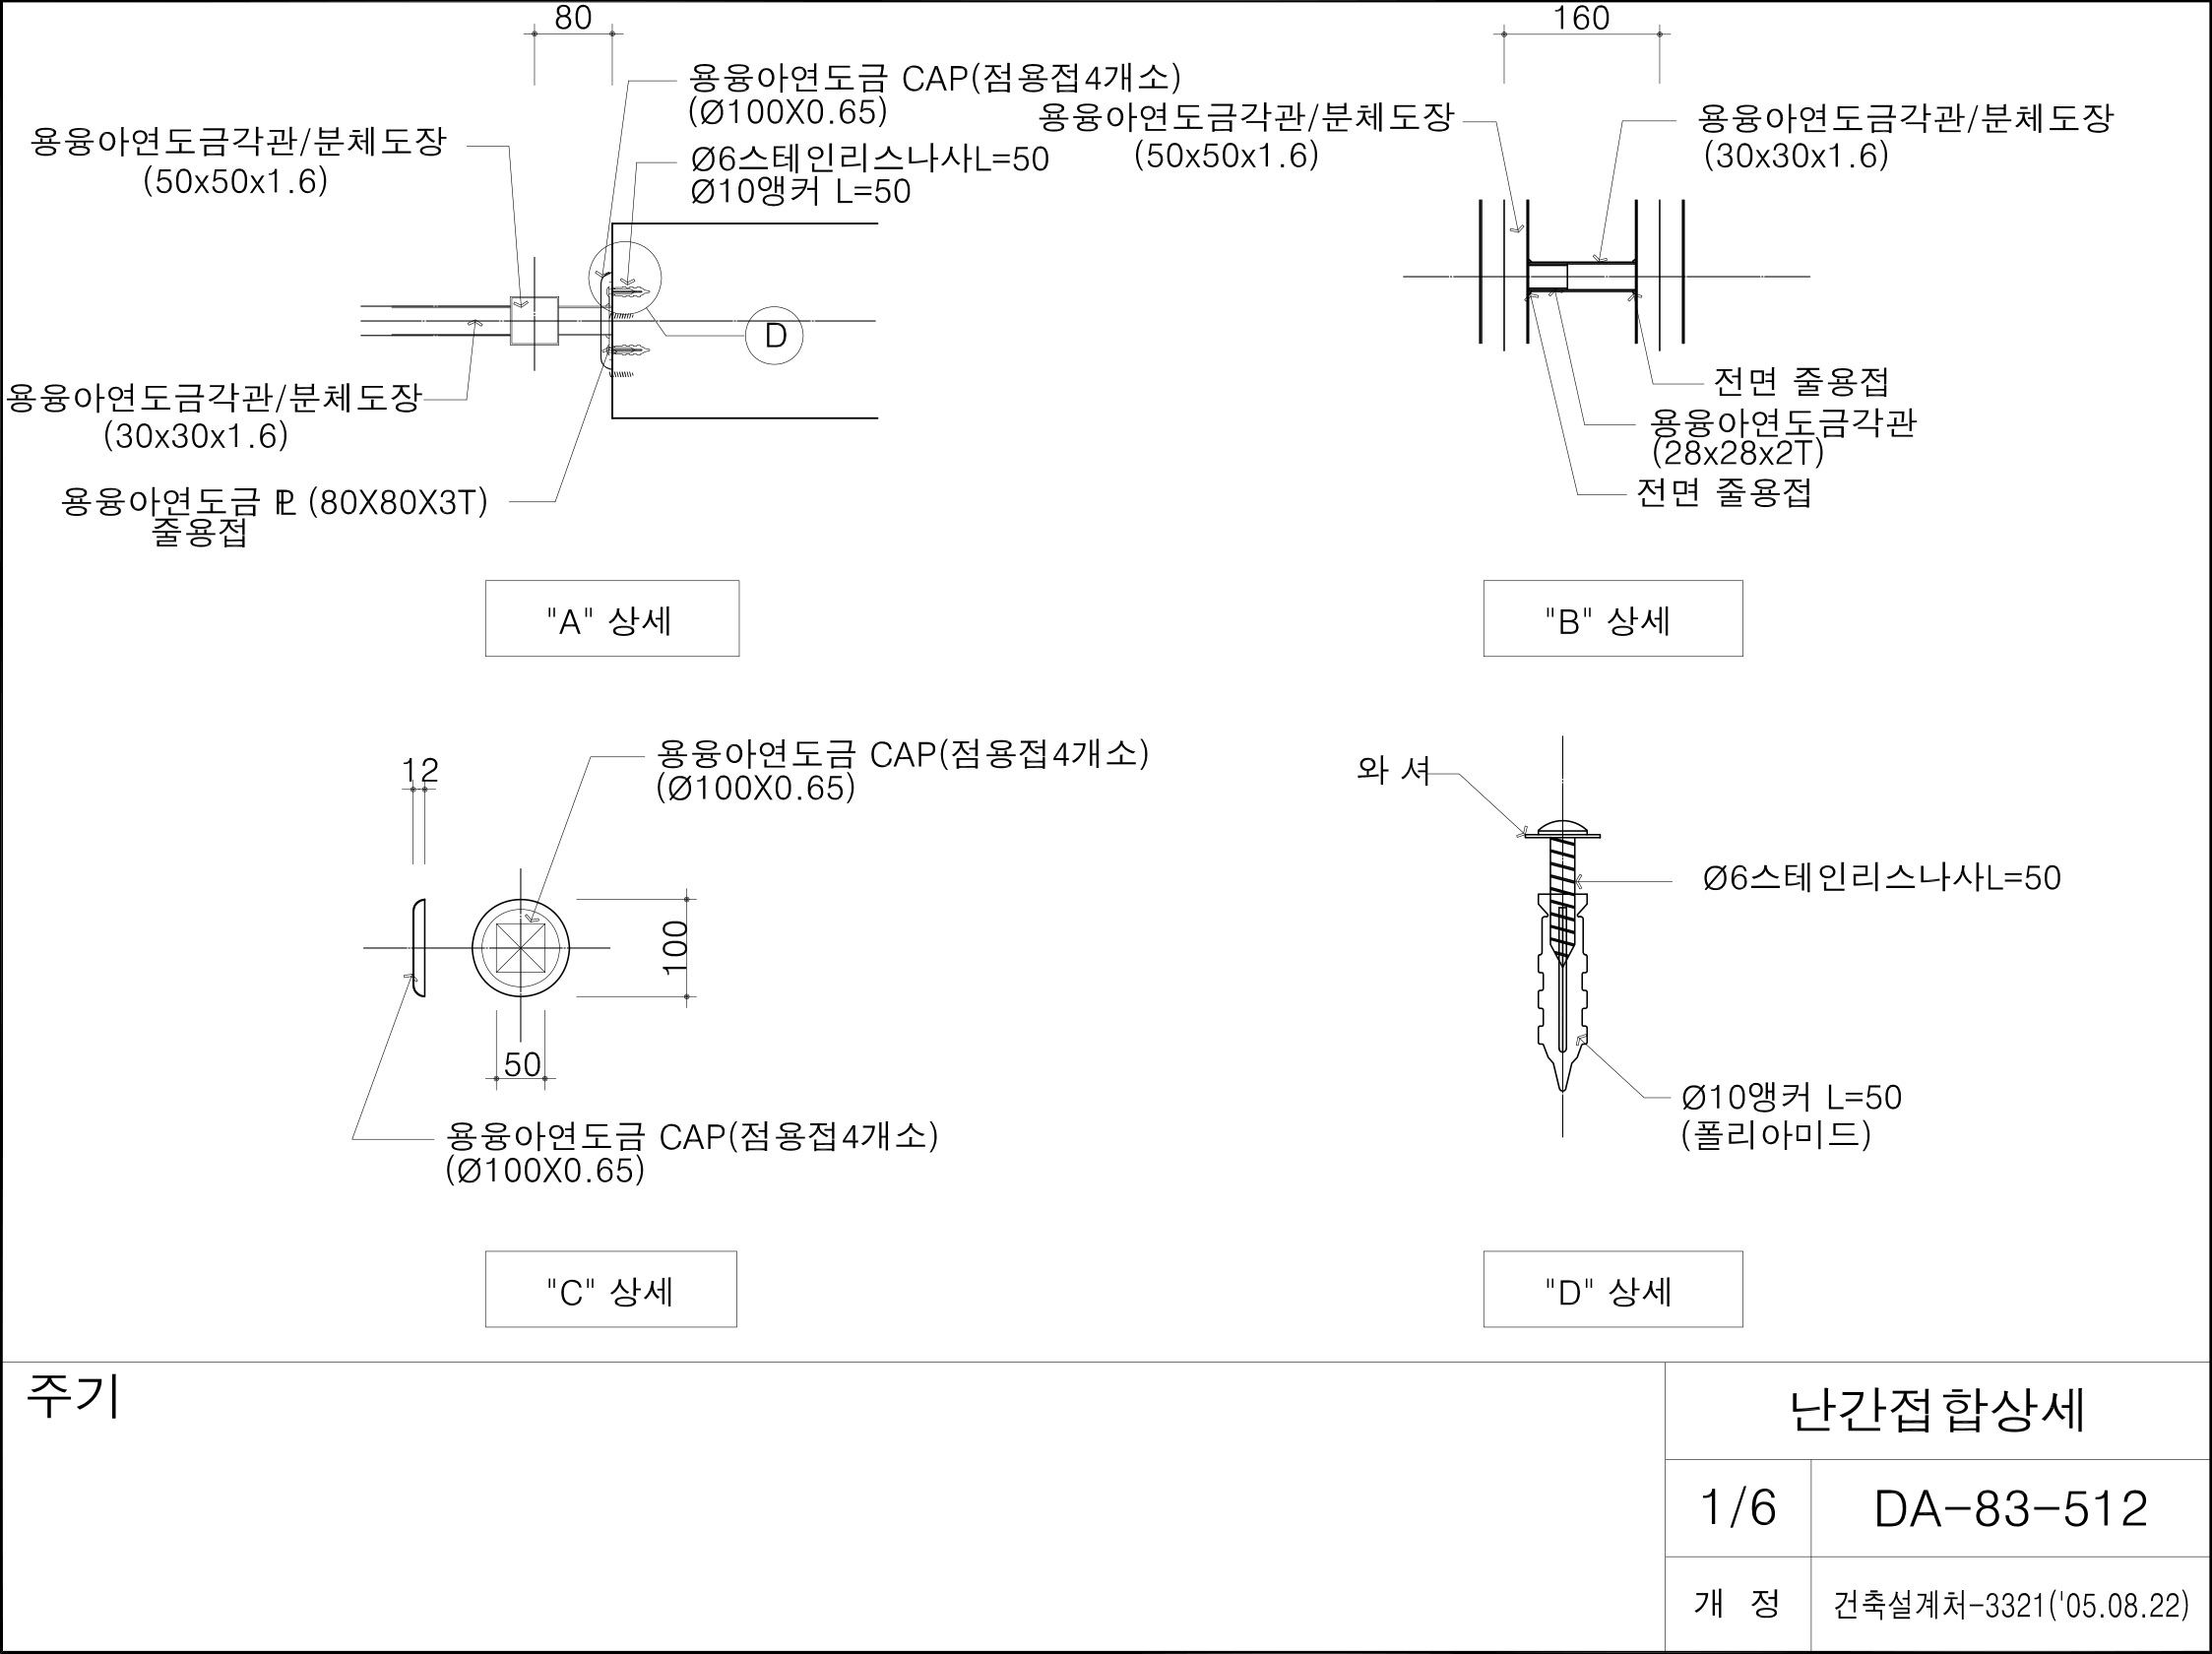 80
용융아연도금 CAP(점용접4개소)
(Ø100X0.65)
용융아연도금각관/분체도장
(50x50x1.6)
Ø6스테인리스나사L=50
Ø10앵커 L=50
D
용융아연도금각관/분체도장
(30x30x1.6)
용융아연도금 ⅊ (80X80X3T)
줄용접
"A" 상세
160
용융아연도금각관/분체도장
(50x50x1.6)
용융아연도금각관/분체도장
(30x30x1.6)
전면 줄용접
용융아연도금각관
(28x28x2T)
전면 줄용접
"B" 상세
12
용융아연도금 CAP(점용접4개소)
(Ø100X0.65)
100
50
용융아연도금 CAP(점용접4개소)
(Ø100X0.65)
"C" 상세
와 셔
Ø6스테인리스나사L=50
Ø10앵커 L=50
(폴리아미드)
"D" 상세
주기
난간접합상세
1/6
DA-83-512
개 정
건축설계처-3321('05.08.22)